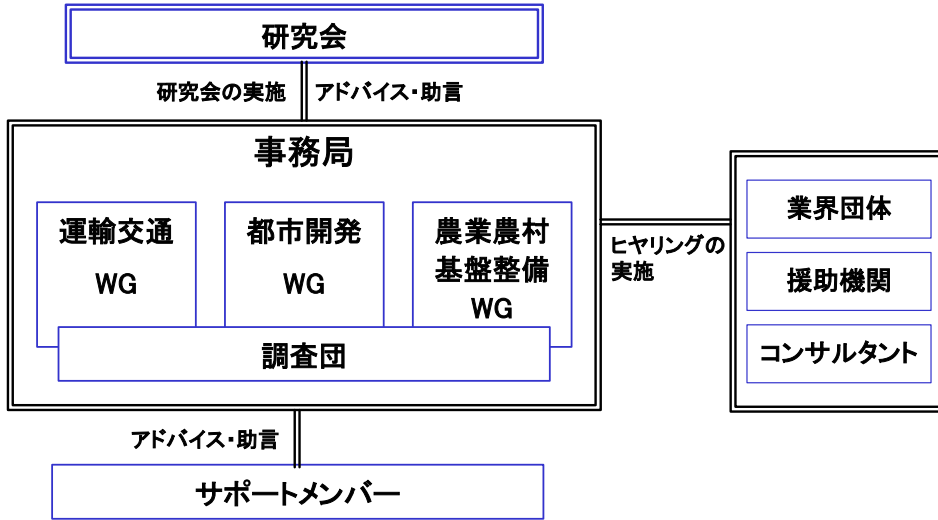 研究会
研究会の実施
アドバイス・助言
事務局
運輸交通
WG
都市開発
WG
農業農村
基盤整備
WG
調査団
ヒヤリングの
実施
業界団体
援助機関
コンサルタント
アドバイス・助言
サポートメンバー